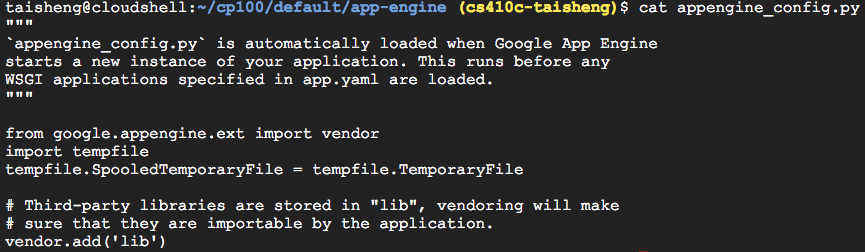 taisheng@cloudshell:~/cp100/default/app-engine (cs410c-taisheng)$ cat appengine_config.py
"""
`appengine_config.py` is automatically loaded when Google App Engine
starts a new instance of your application. This runs before any
WSGI applications specified in app.yaml are loaded.
"""
from google.appengine.ext import vendor
import tempfile
tempfile.SpooledTemporaryFile = tempfile.TemporaryFile
# Third-party libraries are stored in "lib", vendoring will make
# sure that they are importable by the application.
vendor.add('lib')